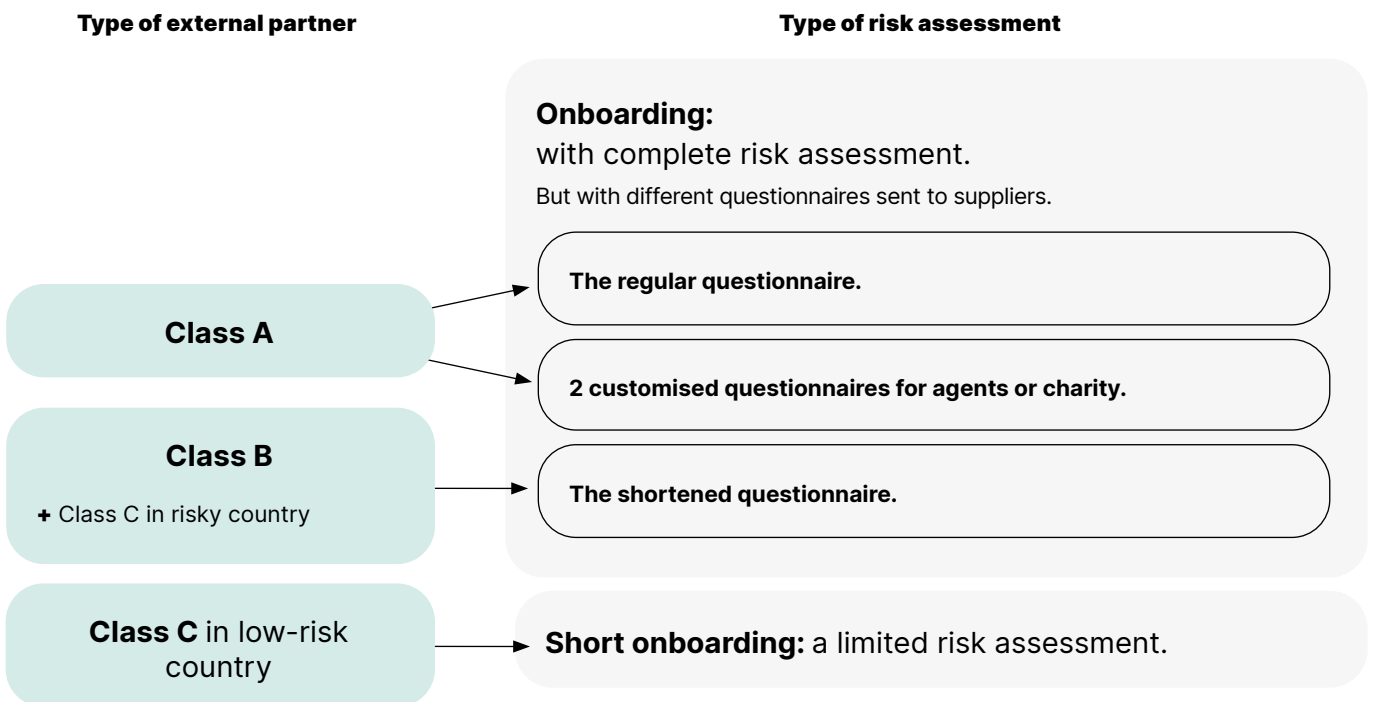 Type of external partner
Type of risk assessment
Onboarding:
with complete risk assessment.
But with different questionnaires sent to suppliers.
The regular questionnaire.
Class A
2 customised questionnaires for agents or charity.
Class B
+ Class C in risky country
The shortened questionnaire.
Class C in low-risk
country
Short onboarding: a limited risk assessment.